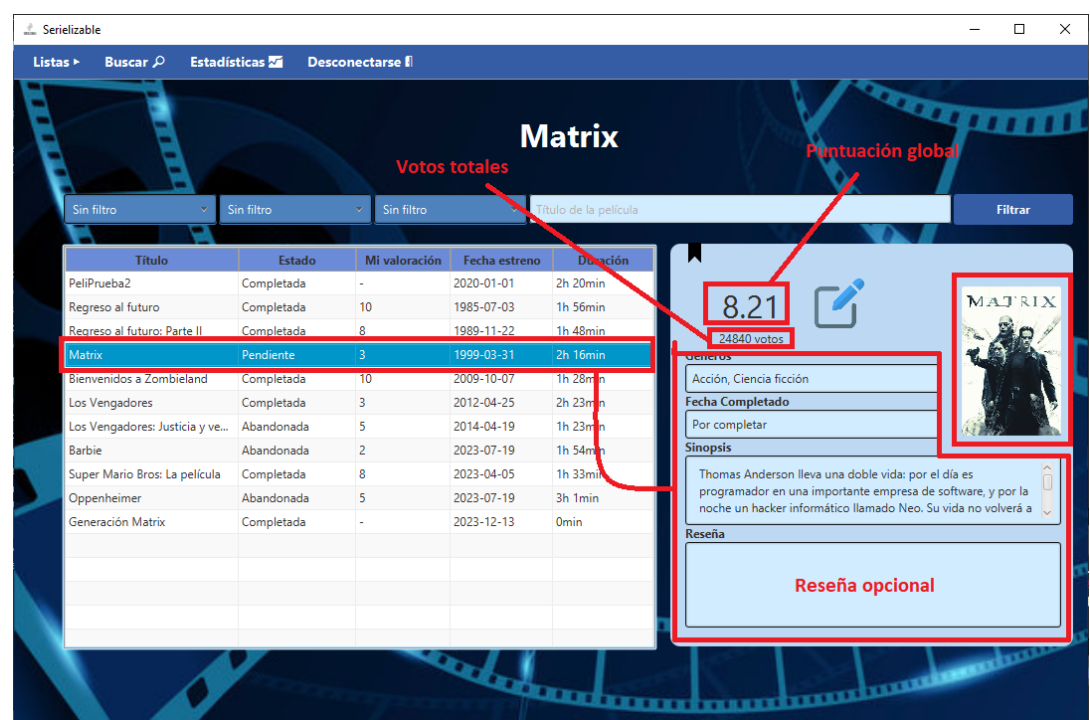 Serielizable
Listas Buscar Estadísticas Desconectarse
Matrix
Votos totales
Puntuación global
Sin filtro Sin filtro Sin filtro Título de la película Filtrar
Título Estado Mi valoración Fecha estreno Duración
PeliPrueba2 Completada - 2020-01-01 2h 20min
Regreso al futuro Completada 10 1985-07-03 1h 56min
Regreso al futuro: Parte II Completada 8 1989-11-22 1h 48min
Matrix Pendiente 3 1999-03-31 2h 16min
Bienvenidos a Zombieland Completada 10 2009-10-07 1h 28min
Los Vengadores Completada 3 2012-04-25 2h 23min
Los Vengadores: Justicia y ve... Abandonada 5 2014-04-19 1h 23min
Barbie Abandonada 2 2023-07-19 1h 54min
Super Mario Bros: La película Completada 8 2023-04-05 1h 33min
Oppenheimer Abandonada 5 2023-07-19 3h 1min
Generación Matrix Completada - 2023-12-13 0min
8.21
24840 votos
MATRIX
Géneros
Acción, Ciencia ficción
Fecha Completado
Por completar
Sinopsis
Thomas Anderson lleva una doble vida: por el día es
programador en una importante empresa de software, y por la
noche un hacker informático llamado Neo. Su vida no volverá a
Reseña
Reseña opcional